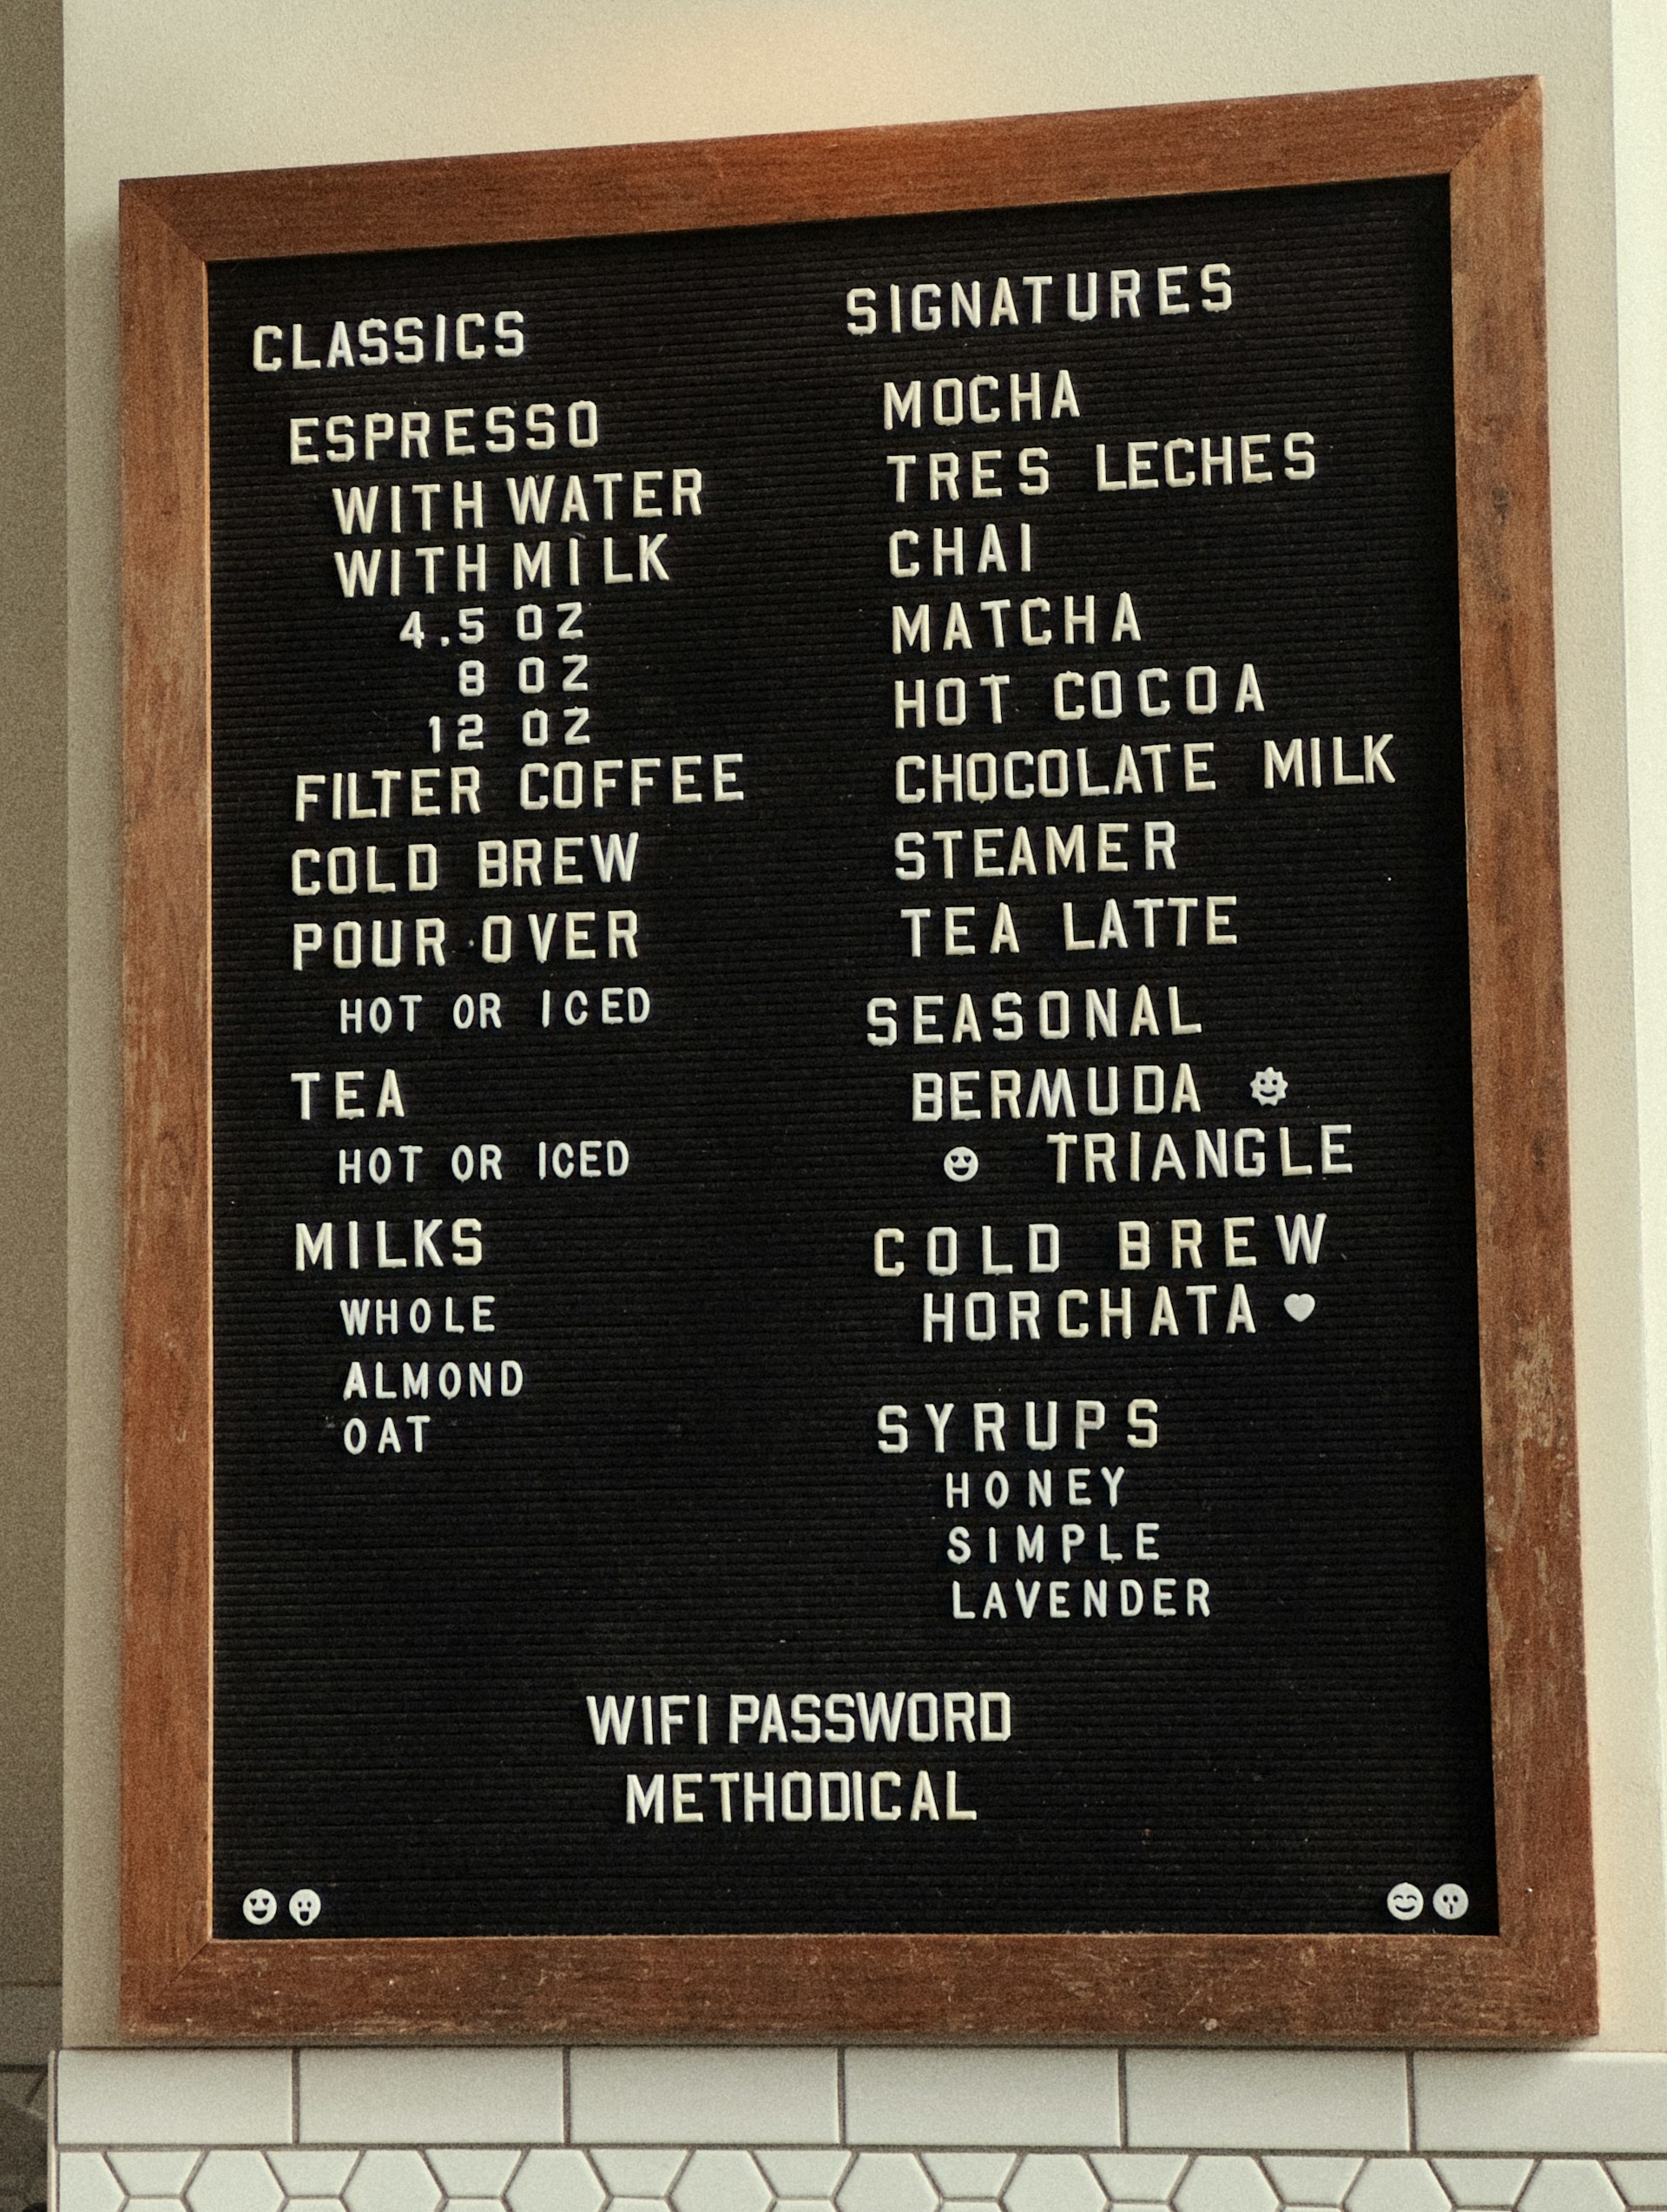 CLASSICS
ESPRESSO
WITH WATER
WITH MILK
4.5 OZ
8 OZ
12 OZ
FILTER COFFEE
COLD BREW
POUR OVER
HOT OR ICED
TEA
HOT OR ICED
MILKS
WHOLE
ALMOND
OAT
SIGNATURES
MOCHA
TRES LECHES
CHAI
MATCHA
HOT COCOA
CHOCOLATE MILK
STEAMER
TEA LATTE
SEASONAL
BERMUDA
TRIANGLE
COLD BREW
HORCHATA
SYRUPS
HONEY
SIMPLE
LAVENDER
WIFI PASSWORD
METHODICAL